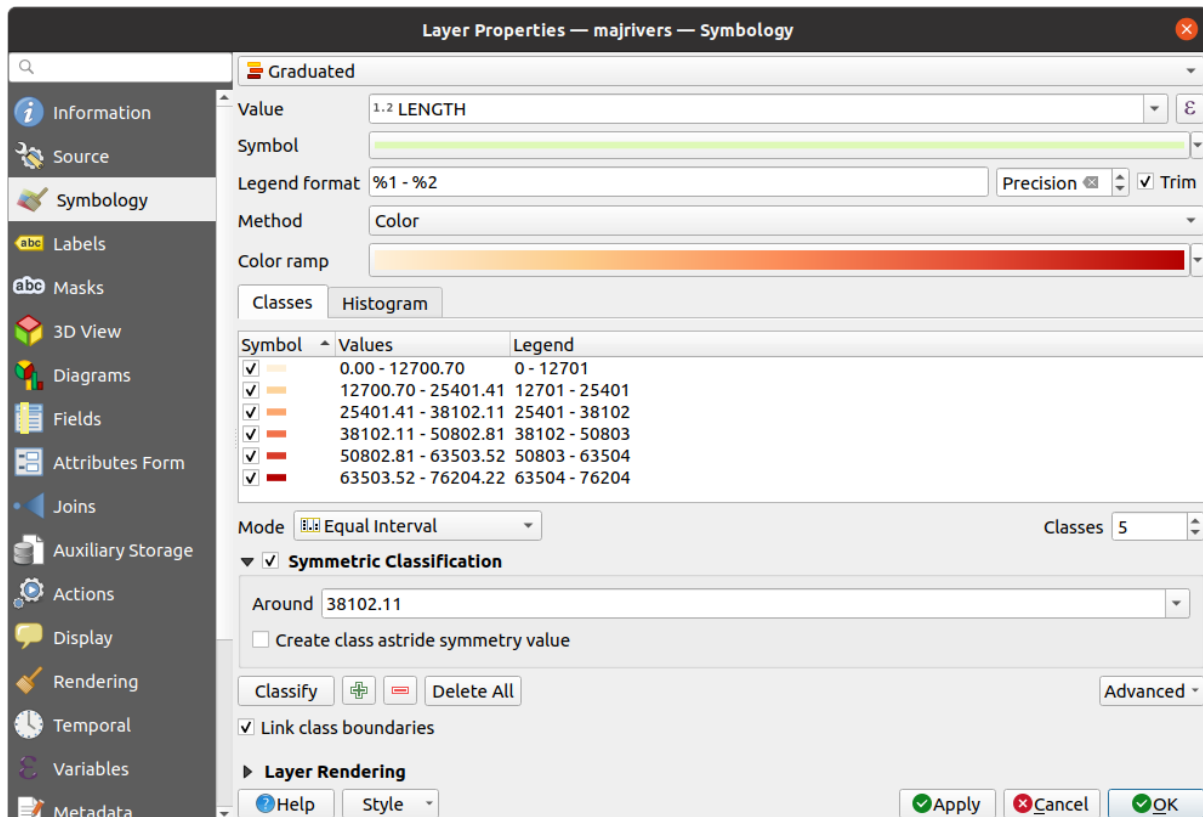 Layer Properties — majrivers — Symbology
Information
Source
Symbology
abc Labels
abc Masks
3D View
Diagrams
Fields
Attributes Form
Joins
Auxiliary Storage
Actions
Display
Rendering
Temporal
Variables
Metadata
Graduated
Value 1.2 LENGTH ε
Symbol
Legend format %1 - %2 Precision Trim
Method Color
Color ramp
Classes Histogram
Symbol Values Legend
0.00 - 12700.70 0 - 12701
12700.70 - 25401.41 12701 - 25401
25401.41 - 38102.11 25401 - 38102
38102.11 - 50802.81 38102 - 50803
50802.81 - 63503.52 50803 - 63504
63503.52 - 76204.22 63504 - 76204
Mode Equal Interval Classes 5
Symmetric Classification
Around 38102.11
Create class astride symmetry value
Classify Delete All Advanced
Link class boundaries
Layer Rendering
Help Style Apply Cancel OK